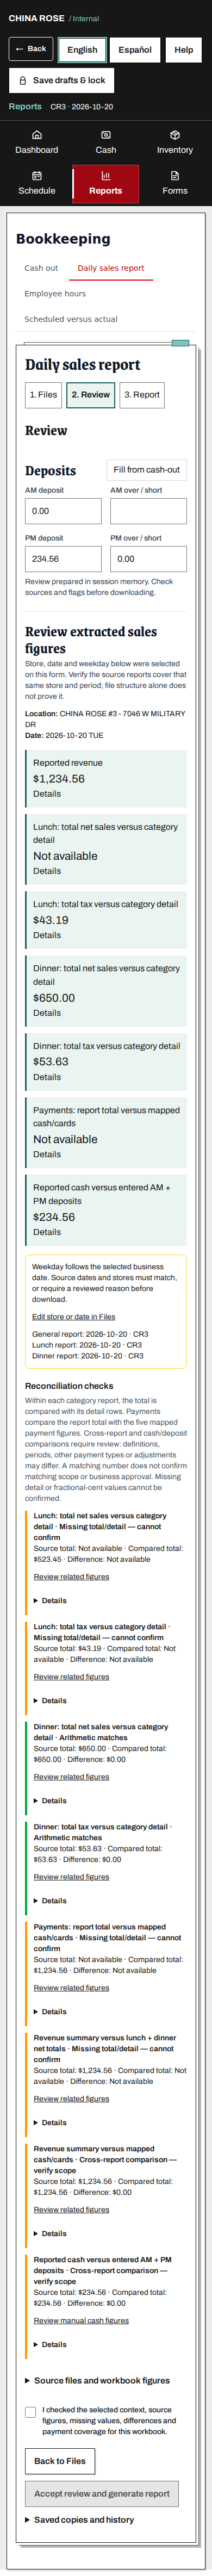 CHINA ROSE / Internal
← Back
English
Español
Help
Save drafts & lock
Reports CR3 · 2026-10-20
Dashboard
Cash
Inventory
Schedule
Reports
Forms
Bookkeeping
Cash out
Daily sales report
Employee hours
Scheduled versus actual
Daily sales report
1. Files
2. Review
3. Report
Review
Deposits
Fill from cash-out
AM deposit
AM over / short
0.00
PM deposit
PM over / short
234.56
0.00
Review prepared in session memory. Check
sources and flags before downloading.
Review extracted sales
figures
Store, date and weekday below were selected
on this form. Verify the source reports cover that
same store and period; file structure alone does
not prove it.
Location: CHINA ROSE #3 - 7046 W MILITARY
DR
Date: 2026-10-20 TUE
Reported revenue
$1,234.56
Details
Lunch: total net sales versus category
detail
Not available
Details
Lunch: total tax versus category detail
$43.19
Details
Dinner: total net sales versus category
detail
$650.00
Details
Dinner: total tax versus category detail
$53.63
Details
Payments: report total versus mapped
cash/cards
Not available
Details
Reported cash versus entered AM +
PM deposits
$234.56
Details
Weekday follows the selected business
date. Source dates and stores must match,
or require a reviewed reason before
download.
Edit store or date in Files
General report: 2026-10-20 · CR3
Lunch report: 2026-10-20 · CR3
Dinner report: 2026-10-20 · CR3
Reconciliation checks
Within each category report, the total is
compared with its detail rows. Payments
compare the report total with the five mapped
payment figures. Cross-report and cash/deposit
comparisons require review: definitions,
periods, other payment types or adjustments
may differ. A matching number does not confirm
matching scope or business approval. Missing
detail or fractional-cent values cannot be
confirmed.
Lunch: total net sales versus category
detail · Missing total/detail — cannot
confirm
Source total: Not available · Compared total:
$523.45 · Difference: Not available
Review related figures
▶ Details
Lunch: total tax versus category detail ·
Missing total/detail — cannot confirm
Source total: $43.19 · Compared total: Not
available · Difference: Not available
Review related figures
▶ Details
Dinner: total net sales versus category
detail · Arithmetic matches
Source total: $650.00 · Compared total:
$650.00 · Difference: $0.00
Review related figures
▶ Details
Dinner: total tax versus category detail ·
Arithmetic matches
Source total: $53.63 · Compared total:
$53.63 · Difference: $0.00
Review related figures
▶ Details
Payments: report total versus mapped
cash/cards · Missing total/detail — cannot
confirm
Source total: Not available · Compared total:
$1,234.56 · Difference: Not available
Review related figures
▶ Details
Revenue summary versus lunch + dinner
net totals · Missing total/detail — cannot
confirm
Source total: $1,234.56 · Compared total: Not
available · Difference: Not available
Review related figures
▶ Details
Revenue summary versus mapped
cash/cards · Cross-report comparison —
verify scope
Source total: $1,234.56 · Compared total:
$1,234.56 · Difference: $0.00
Review related figures
▶ Details
Reported cash versus entered AM + PM
deposits · Cross-report comparison —
verify scope
Source total: $234.56 · Compared total:
$234.56 · Difference: $0.00
Review manual cash figures
▶ Details
▶ Source files and workbook figures
I checked the selected context, source
figures, missing values, differences and
payment coverage for this workbook.
Back to Files
Accept review and generate report
▶ Saved copies and history